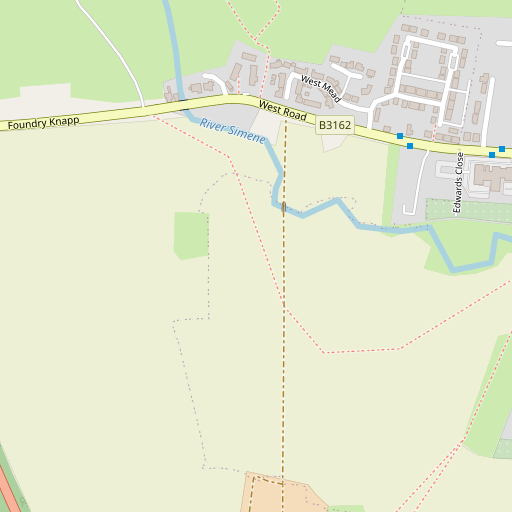 West Mead
West Road
B3162
Foundry Knapp
River Simene
Edwards Close